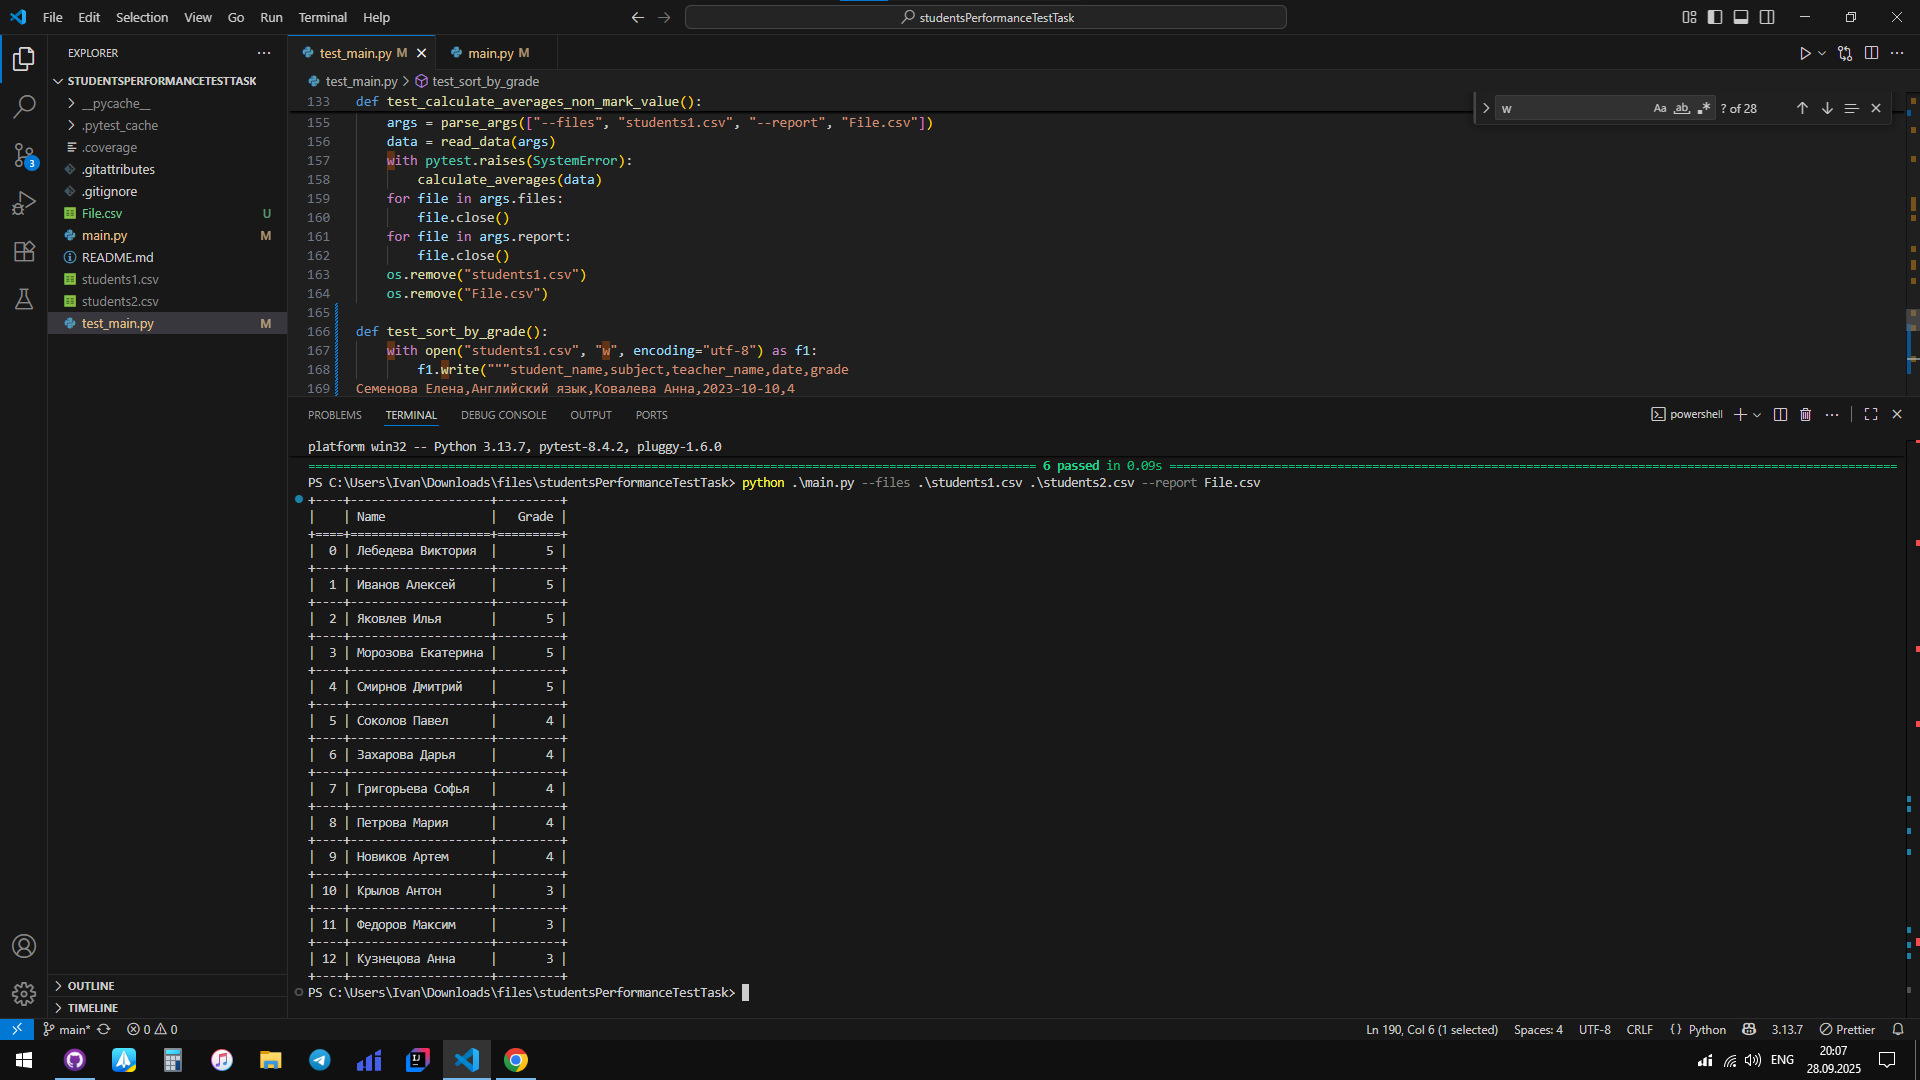 File Edit Selection View Go Run Terminal Help
studentsPerformanceTestTask
EXPLORER
STUDENTSPERFORMANCETESTTASK
__pycache__
.pytest_cache
.coverage
.gitattributes
.gitignore
File.csv U
main.py M
README.md
students1.csv
students2.csv
test_main.py M
3
OUTLINE
TIMELINE
test_main.py M
main.py M
test_main.py > test_sort_by_grade
w
Aa ab .* ? of 28
133 def test_calculate_averages_non_mark_value():
155 args = parse_args(["--files", "students1.csv", "--report", "File.csv"])
156 data = read_data(args)
157 with pytest.raises(SystemError):
158 calculate_averages(data)
159 for file in args.files:
160 file.close()
161 for file in args.report:
162 file.close()
163 os.remove("students1.csv")
164 os.remove("File.csv")
165
166 def test_sort_by_grade():
167 with open("students1.csv", "w", encoding="utf-8") as f1:
168 f1.write("""student_name,subject,teacher_name,date,grade
169 Семенова Елена,Английский язык,Ковалева Анна,2023-10-10,4
PROBLEMS TERMINAL DEBUG CONSOLE OUTPUT PORTS
powershell
platform win32 -- Python 3.13.7, pytest-8.4.2, pluggy-1.6.0
6 passed in 0.09s
PS C:\Users\Ivan\Downloads\files\studentsPerformanceTestTask> python .\main.py --files .\students1.csv .\students2.csv --report File.csv
| | Name | Grade |
| 0 | Лебедева Виктория | 5 |
| 1 | Иванов Алексей | 5 |
| 2 | Яковлев Илья | 5 |
| 3 | Морозова Екатерина | 5 |
| 4 | Смирнов Дмитрий | 5 |
| 5 | Соколов Павел | 4 |
| 6 | Захарова Дарья | 4 |
| 7 | Григорьева Софья | 4 |
| 8 | Петрова Мария | 4 |
| 9 | Новиков Артем | 4 |
| 10 | Крылов Антон | 3 |
| 11 | Федоров Максим | 3 |
| 12 | Кузнецова Анна | 3 |
PS C:\Users\Ivan\Downloads\files\studentsPerformanceTestTask>
main* 0 0
Ln 190, Col 6 (1 selected) Spaces: 4 UTF-8 CRLF {} Python 3.13.7 Prettier
ENG
20:07
28.09.2025